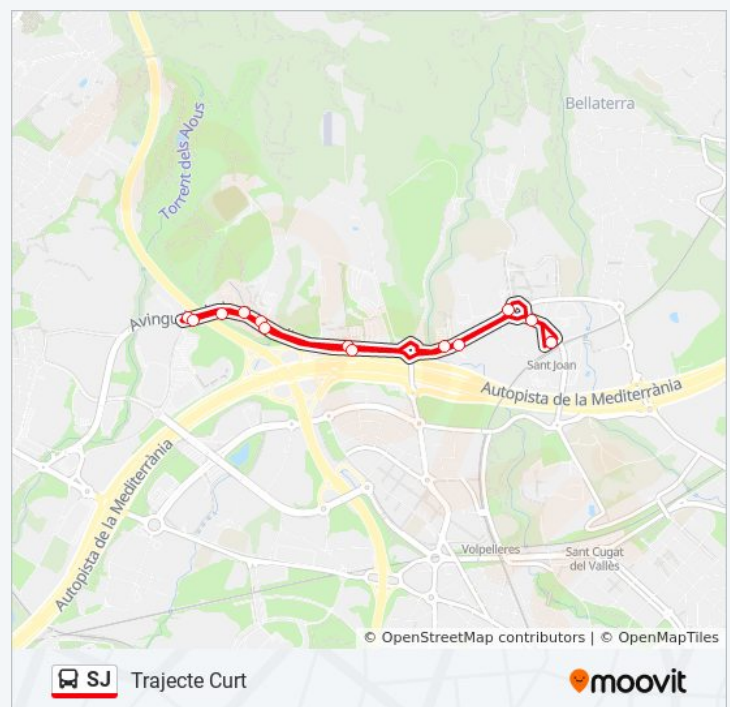 Bellaterra
Torrent dels Alous
Avingu
Sant Joan
Autopista de la Mediterrània
Autopista de la Mediterrània
Volpelleres
Sant Cugat
del Vallès
© OpenStreetMap contributors | © OpenMapTiles
SJ Trajecte Curt
moovit